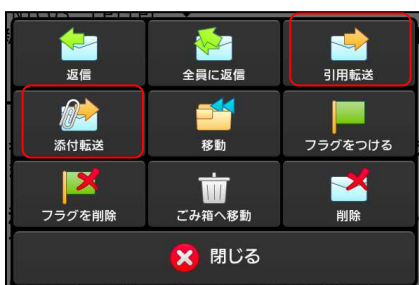 返信
全員に返信
引用転送
添付転送
移動
フラグをつける
フラグを削除
ごみ箱へ移動
削除
閉じる